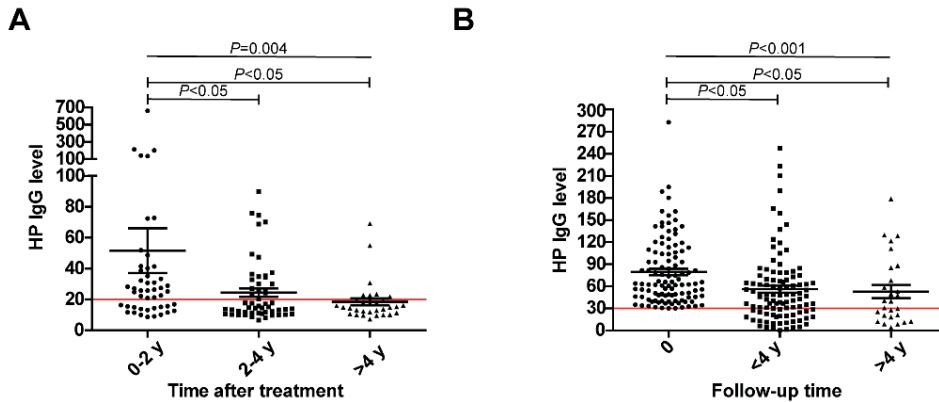 A
P=0.004
P<0.05
P<0.05
HP IgG level
700
500
300
100
100
80
60
40
20
0
0-2 y
2-4 y
>4 y
Time after treatment
B
P<0.001
P<0.05
P<0.05
HP IgG level
300
270
240
210
180
150
120
90
60
30
0
0
<4 y
>4 y
Follow-up time